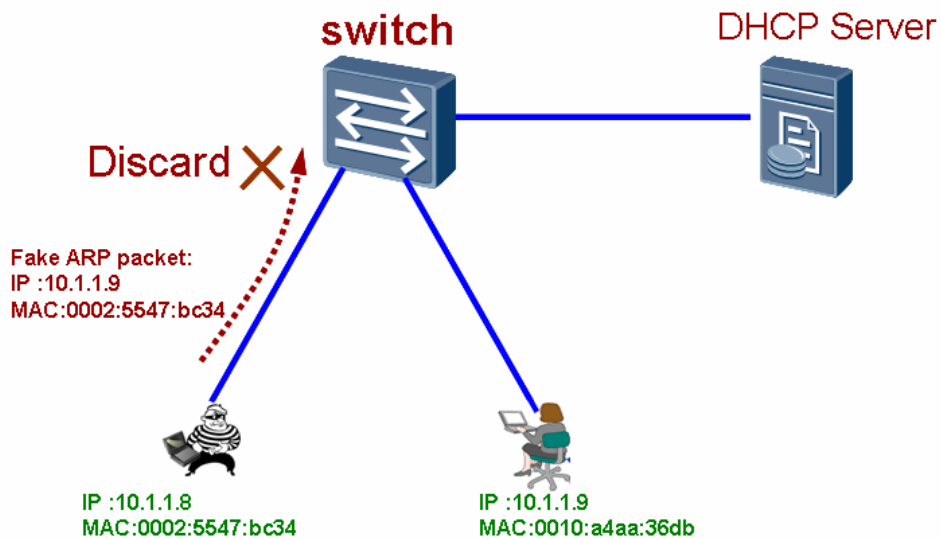 switch
DHCP Server
Discard
Fake ARP packet:
IP :10.1.1.9
MAC:0002:5547:bc34
IP :10.1.1.8
MAC:0002:5547:bc34
IP :10.1.1.9
MAC:0010:a4aa:36db